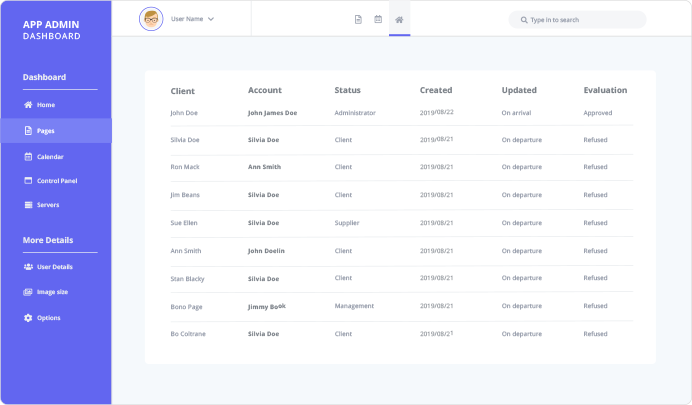 APP ADMIN
DASHBOARD
User Name
Type in to search
Dashboard
Home
Pages
Calendar
Control Panel
Servers
More Details
User Details
Image size
Options
Client Account Status Created Updated Evaluation
John Doe John James Doe Administrator 2019/08/22 On arrival Approved
Silvia Doe Silvia Doe Client 2019/08/21 On departure Refused
Ron Mack Ann Smith Client 2019/08/21 On departure Refused
Jim Beans Silvia Doe Client 2019/08/21 On departure Refused
Sue Ellen Silvia Doe Supplier 2019/08/21 On departure Refused
Ann Smith John Doelin Client 2019/08/21 On departure Refused
Stan Blacky Silvia Doe Client 2019/08/21 On departure Refused
Bono Page Jimmy Book Management 2019/08/21 On departure Refused
Bo Coltrane Silvia Doe Client 2019/08/21 On departure Refused